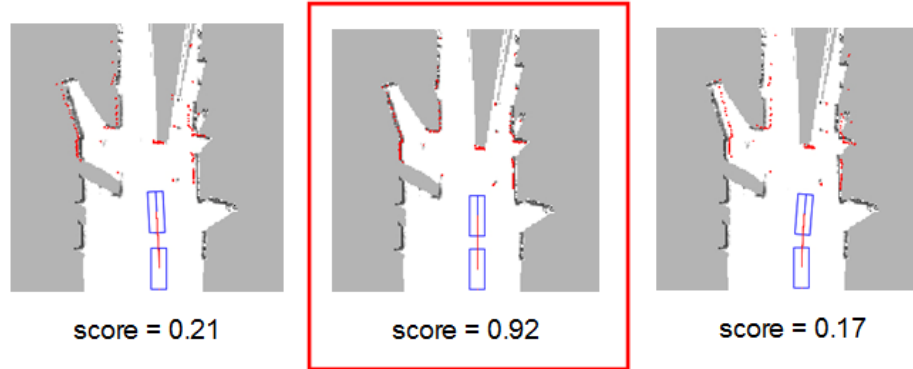 score = 0.21
score = 0.92
score = 0.17